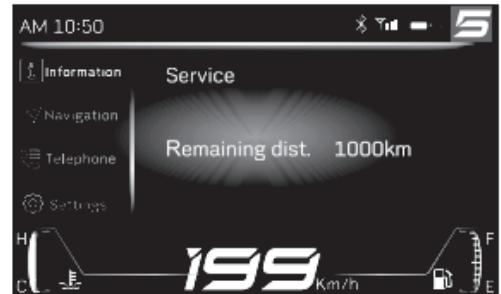 AM 10:50
5
Information
Service
Navigation
Remaining dist. 1000km
Telephone
Settings
H
F
199
Km/h
C
E